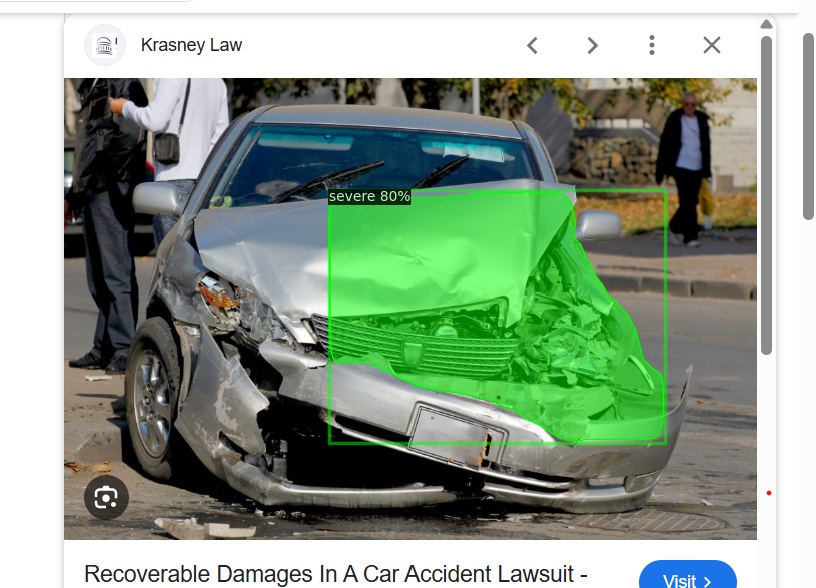 Krasney Law
severe 80%
Recoverable Damages In A Car Accident Lawsuit -
Visit